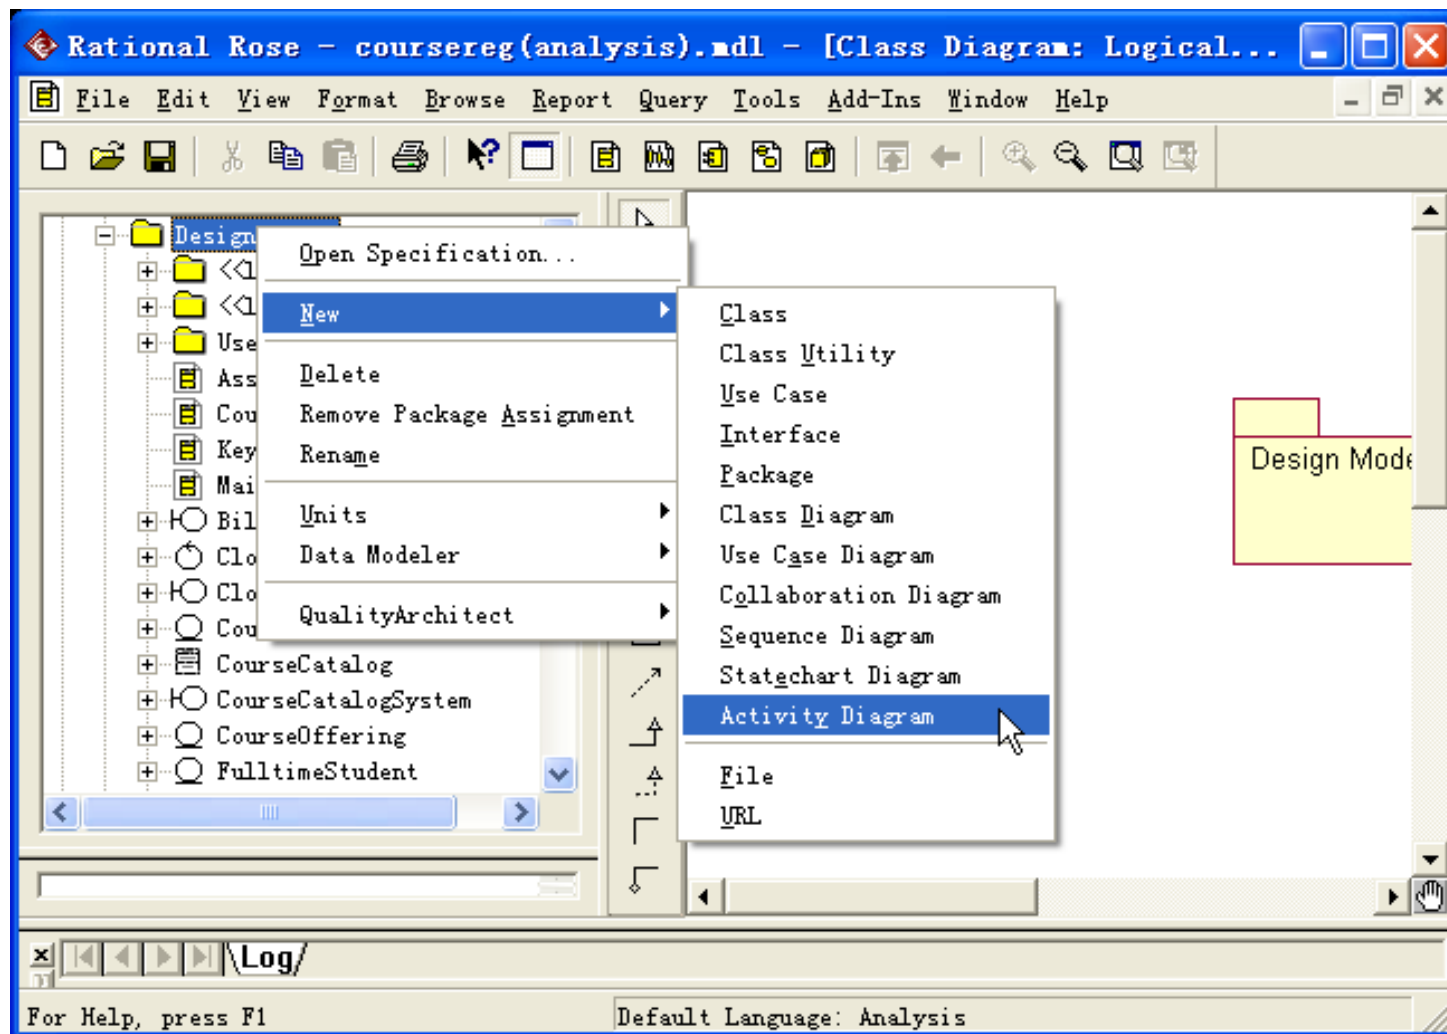 Rational Rose - coursereg(analysis).mdl - [Class Diagram: Logical...
File Edit View Format Browse Report Query Tools Add-Ins Window Help
Design
<<
<<
Use
Ass
Cou
Key
Mai
Bil
Clo
Clo
Cou
CourseCatalog
CourseCatalogSystem
CourseOffering
FulltimeStudent
Open Specification...
New
Delete
Remove Package Assignment
Rename
Units
Data Modeler
QualityArchitect
Class
Class Utility
Use Case
Interface
Package
Class Diagram
Use Case Diagram
Collaboration Diagram
Sequence Diagram
Statechart Diagram
Activity Diagram
File
URL
Design Mode
Log
For Help, press F1
Default Language: Analysis